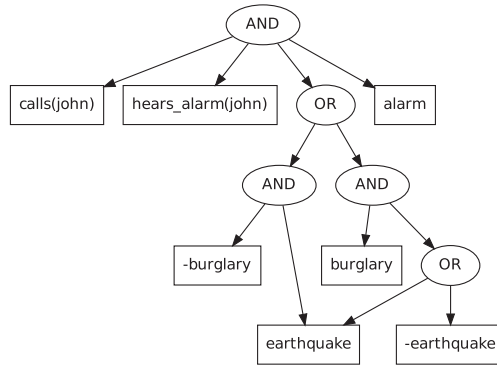 AND
calls(john)
hears_alarm(john)
OR
alarm
AND
AND
-burglary
burglary
OR
earthquake
-earthquake